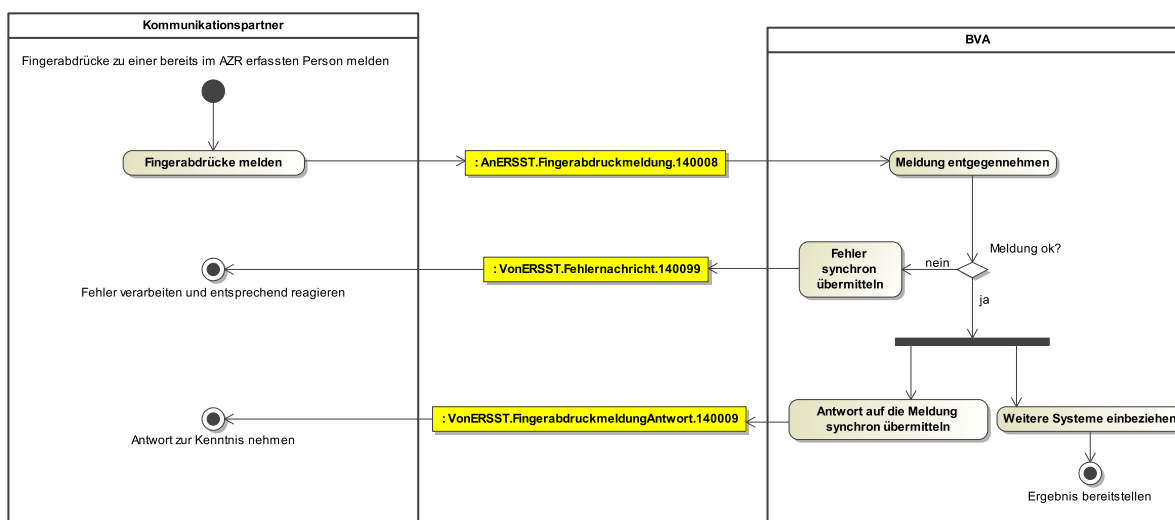 Kommunikationspartner
BVA
Fingerabdrücke zu einer bereits im AZR erfassten Person melden
Fingerabdrücke melden
: AnERSST.Fingerabdruckmeldung.140008
Meldung entgegennehmen
Meldung ok?
nein
ja
Fehler
synchron
übermitteln
: VonERSST.Fehlernachricht.140099
Fehler verarbeiten und entsprechend reagieren
Antwort auf die Meldung
synchron übermitteln
: VonERSST.FingerabdruckmeldungAntwort.140009
Antwort zur Kenntnis nehmen
Weitere Systeme einbeziehen
Ergebnis bereitstellen